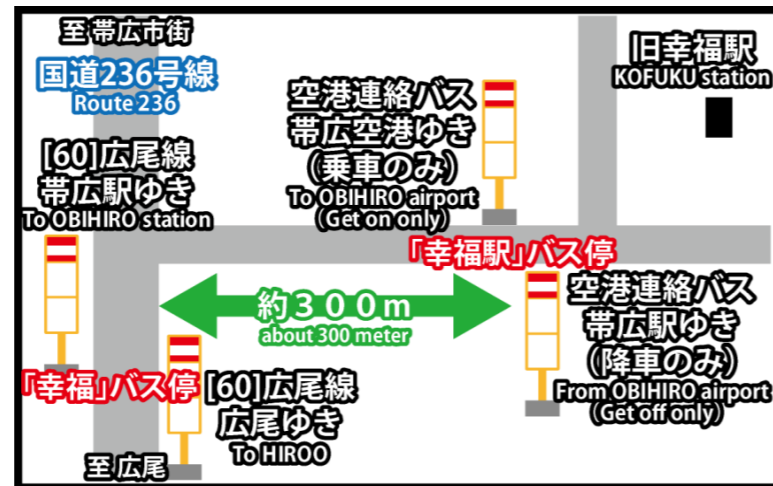 至 帯広市街
国道236号線
Route 236
[60]広尾線
帯広駅ゆき
To OBIHIRO station
空港連絡バス
帯広空港ゆき
（乗車のみ）
To OBIHIRO airport
（Get on only）
旧幸福駅
KOFUKU station
「幸福駅」バス停
約３００ｍ
about 300 meter
空港連絡バス
帯広駅ゆき
（降車のみ）
From OBIHIRO airport
（Get off only）
「幸福」バス停
[60]広尾線
広尾ゆき
To HIROO
至 広尾